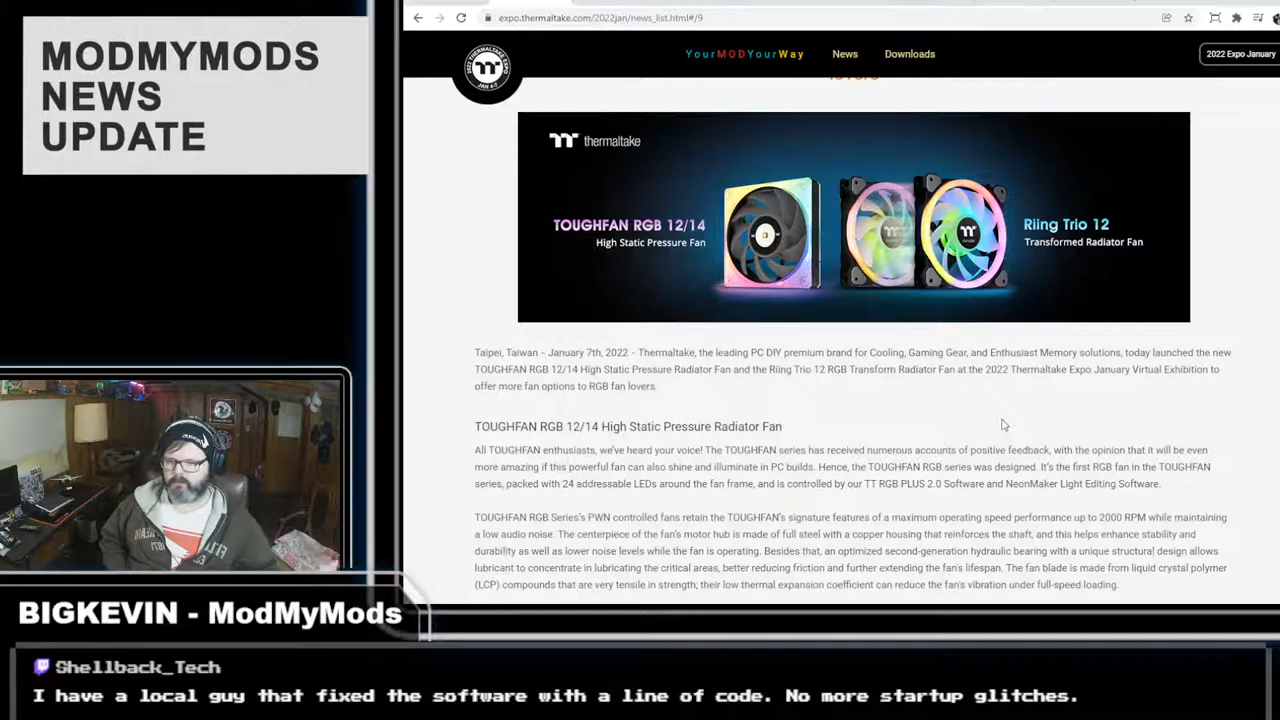 MODMYMODS
NEWS
UPDATE
expo.thermaltake.com/2022jan/news_list.html#/9
YourMODYourWay
News
Downloads
2022 Expo January
2022 THERMALTAKE EXPO
JAN 4-7
thermaltake
TOUGHFAN RGB 12/14
High Static Pressure Fan
Riing Trio 12
Transformed Radiator Fan
Taipei, Taiwan - January 7th, 2022 - Thermaltake, the leading PC DIY premium brand for Cooling, Gaming Gear, and Enthusiast Memory solutions, today launched the new
TOUGHFAN RGB 12/14 High Static Pressure Radiator Fan and the Riing Trio 12 RGB Transform Radiator Fan at the 2022 Thermaltake Expo January Virtual Exhibition to
offer more fan options to RGB fan lovers.
TOUGHFAN RGB 12/14 High Static Pressure Radiator Fan
All TOUGHFAN enthusiasts, we've heard your voice! The TOUGHFAN series has received numerous accounts of positive feedback, with the opinion that it will be even
more amazing if this powerful fan can also shine and illuminate in PC builds. Hence, the TOUGHFAN RGB series was designed. It's the first RGB fan in the TOUGHFAN
series, packed with 24 addressable LEDs around the fan frame, and is controlled by our TT RGB PLUS 2.0 Software and NeonMaker Light Editing Software.
TOUGHFAN RGB Series's PWN controlled fans retain the TOUGHFAN's signature features of a maximum operating speed performance up to 2000 RPM while maintaining
a low audio noise. The centerpiece of the fan's motor hub is made of full steel with a copper housing that reinforces the shaft, and this helps enhance stability and
durability as well as lower noise levels while the fan is operating. Besides that, an optimized second-generation hydraulic bearing with a unique structural design allows
lubricant to concentrate in lubricating the critical areas, better reducing friction and further extending the fan's lifespan. The fan blade is made from liquid crystal polymer
(LCP) compounds that are very tensile in strength; their low thermal expansion coefficient can reduce the fan's vibration under full-speed loading.
BIGKEVIN - ModMyMods
Shellback_Tech
I have a local guy that fixed the software with a line of code. No more startup glitches.